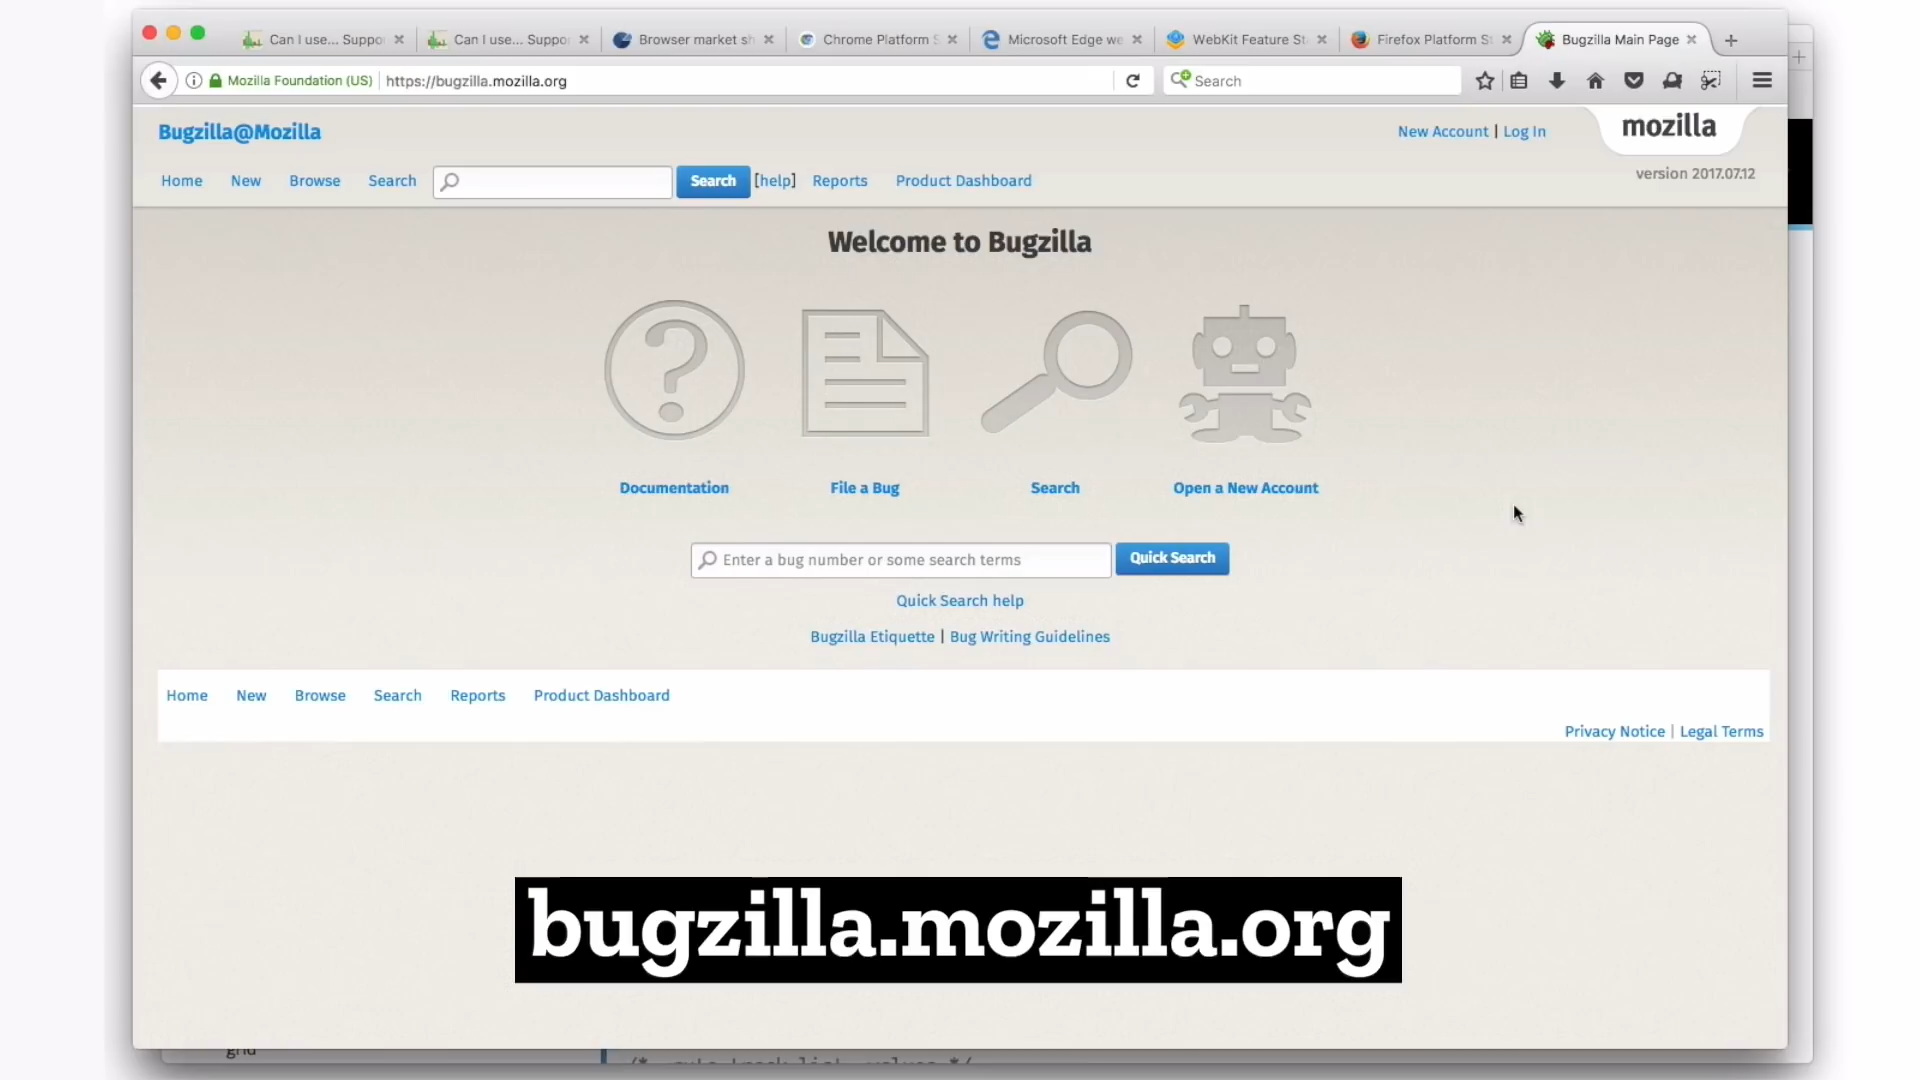 Can I use... Suppo
Can I use... Suppo
Browser market sh
Chrome Platform S
Microsoft Edge we
WebKit Feature St
Firefox Platform S
Bugzilla Main Page
Mozilla Foundation (US)
https://bugzilla.mozilla.org
Search
Bugzilla@Mozilla
New Account | Log In
mozilla
version 2017.07.12
Home New Browse Search Search [help] Reports Product Dashboard
Welcome to Bugzilla
Documentation
File a Bug
Search
Open a New Account
Enter a bug number or some search terms
Quick Search
Quick Search help
Bugzilla Etiquette | Bug Writing Guidelines
Home New Browse Search Reports Product Dashboard
Privacy Notice | Legal Terms
bugzilla.mozilla.org
grid